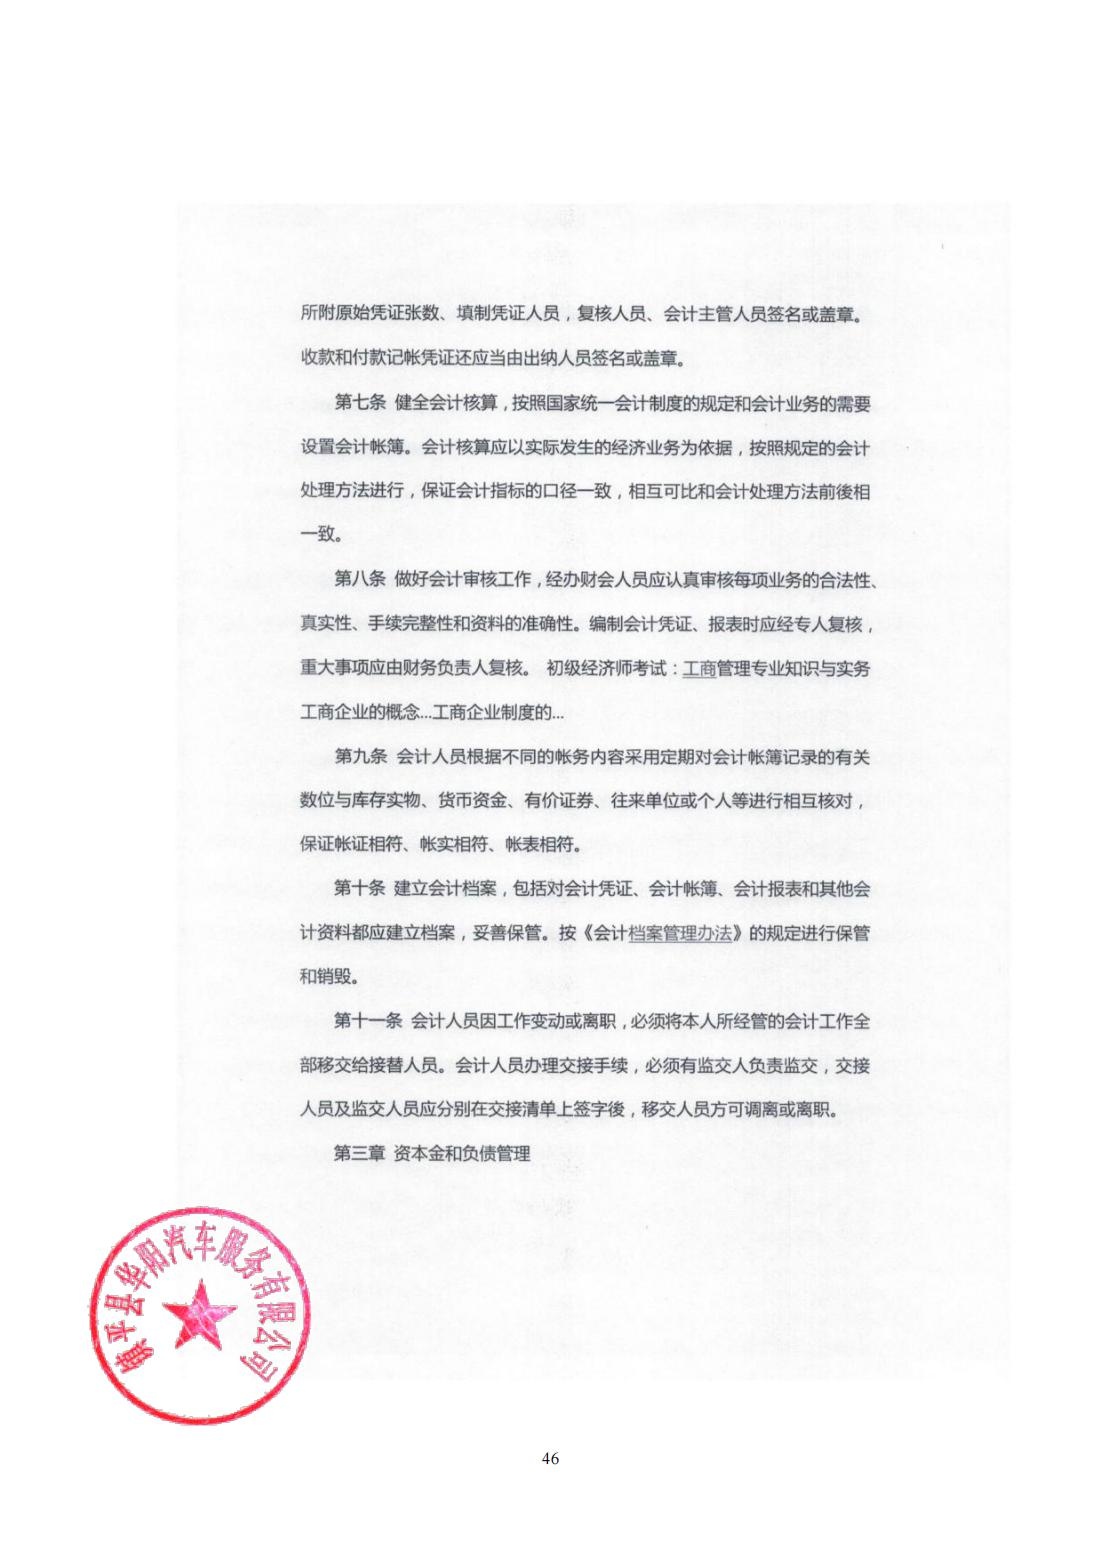 所附原始凭证张数、填制凭证人员，复核人员、会计主管人员签名或盖章。
收款和付款记帐凭证还应当由出纳人员签名或盖章。
第七条 健全会计核算，按照国家统一会计制度的规定和会计业务的需要
设置会计帐簿。会计核算应以实际发生的经济业务为依据，按照规定的会计
处理方法进行，保证会计指标的口径一致，相互可比和会计处理方法前後相
一致。
第八条 做好会计审核工作，经办财会人员应认真审核每项业务的合法性、
真实性、手续完整性和资料的准确性。编制会计凭证、报表时应经专人复核，
重大事项应由财务负责人复核。 初级经济师考试：工商管理专业知识与实务
工商企业的概念...工商企业制度的...
第九条 会计人员根据不同的帐务内容采用定期对会计帐簿记录的有关
数位与库存实物、货币资金、有价证券、往来单位或个人等进行相互核对，
保证帐证相符、帐实相符、帐表相符。
第十条 建立会计档案，包括对会计凭证、会计帐簿、会计报表和其他会
计资料都应建立档案，妥善保管。按《会计档案管理办法》的规定进行保管
和销毁。
第十一条 会计人员因工作变动或离职，必须将本人所经管的会计工作全
部移交给接替人员。会计人员办理交接手续，必须有监交人负责监交，交接
人员及监交人员应分别在交接清单上签字後，移交人员方可调离或离职。
第三章 资本金和负债管理
镇平县华阳汽车服务有限公司
46